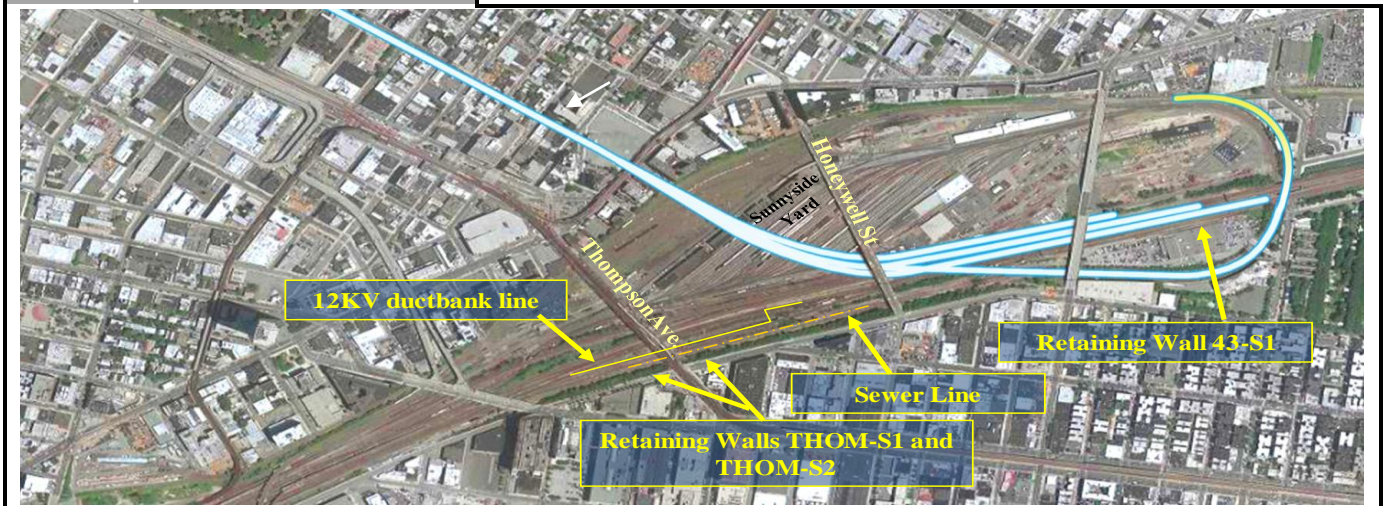 Honeywell St
Sunnyside
Yard
Thompson Ave.
12KV ductbank line
Retaining Wall 43-S1
Sewer Line
Retaining Walls THOM-S1 and
THOM-S2